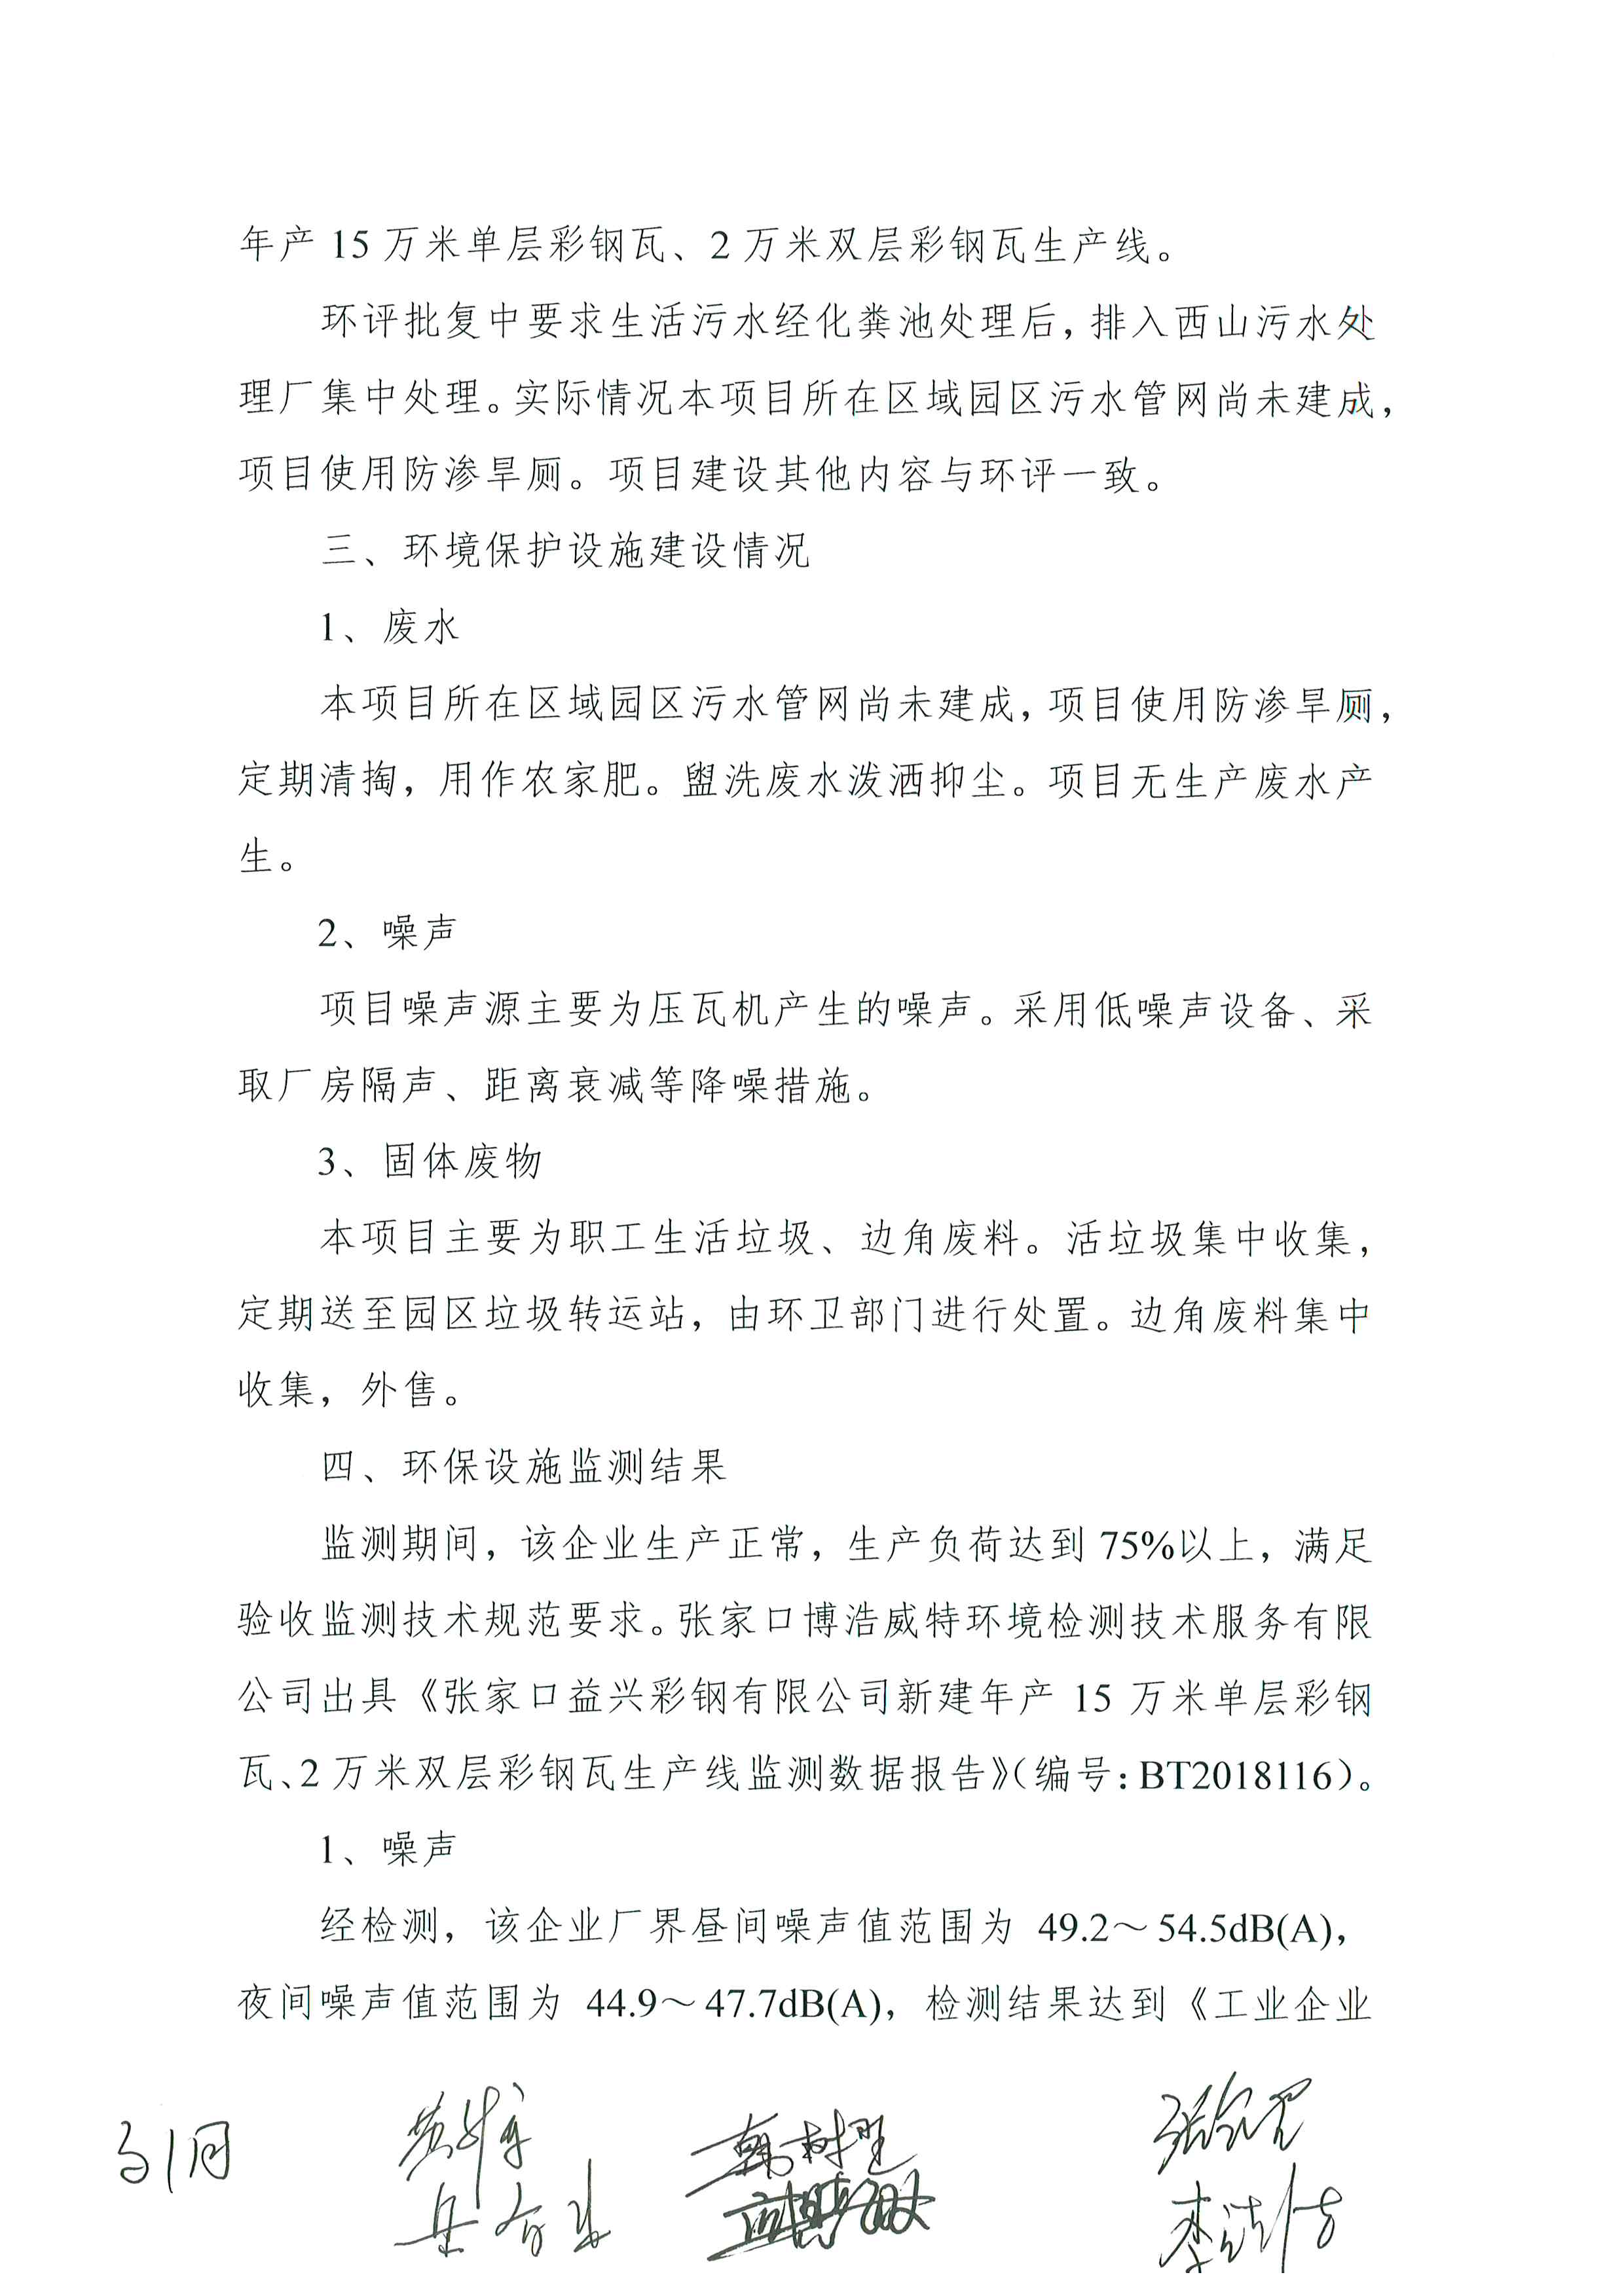 年产 15 万米单层彩钢瓦、2 万米双层彩钢瓦生产线。
环评批复中要求生活污水经化粪池处理后，排入西山污水处
理厂集中处理。实际情况本项目所在区域园区污水管网尚未建成，
项目使用防渗旱厕。项目建设其他内容与环评一致。
三、环境保护设施建设情况
1、废水
本项目所在区域园区污水管网尚未建成，项目使用防渗旱厕，
定期清掏，用作农家肥。盥洗废水泼洒抑尘。项目无生产废水产
生。
2、噪声
项目噪声源主要为压瓦机产生的噪声。采用低噪声设备、采
取厂房隔声、距离衰减等降噪措施。
3、固体废物
本项目主要为职工生活垃圾、边角废料。活垃圾集中收集，
定期送至园区垃圾转运站，由环卫部门进行处置。边角废料集中
收集，外售。
四、环保设施监测结果
监测期间，该企业生产正常，生产负荷达到 75%以上，满足
验收监测技术规范要求。张家口博浩威特环境检测技术服务有限
公司出具《张家口益兴彩钢有限公司新建年产 15 万米单层彩钢
瓦、2 万米双层彩钢瓦生产线监测数据报告》（编号：BT2018116）。
1、噪声
经检测，该企业厂界昼间噪声值范围为 49.2～54.5dB(A)，
夜间噪声值范围为 44.9～47.7dB(A)，检测结果达到《工业企业